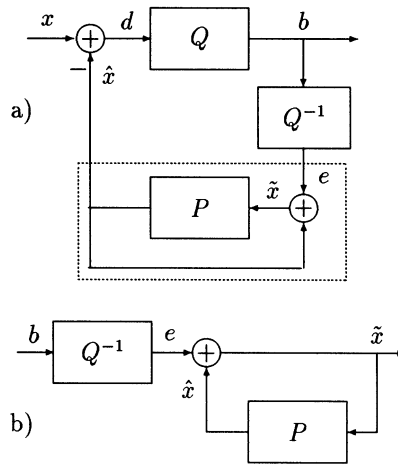 x + d Q b
− x̂
a) Q⁻¹
e
P x̃ +
b Q⁻¹ e + x̃
x̂
b) P